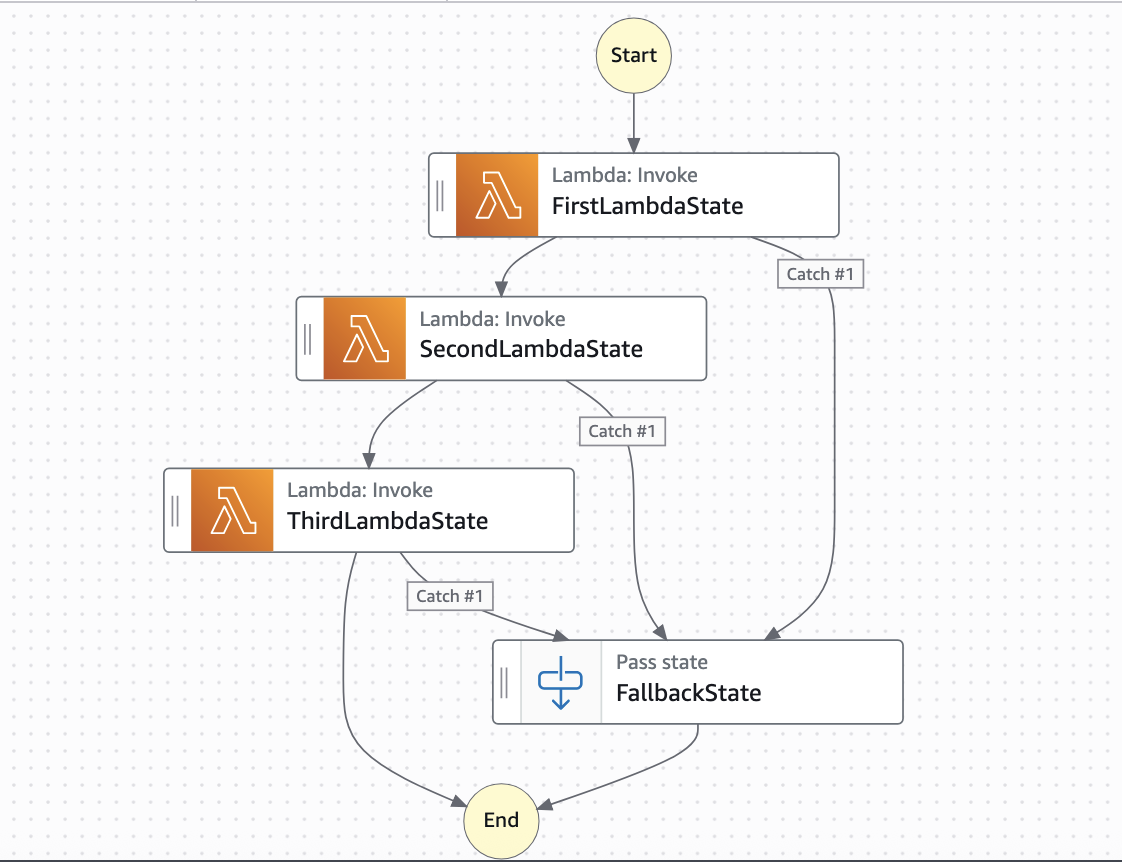 Start
Lambda: Invoke
FirstLambdaState
Catch #1
Lambda: Invoke
SecondLambdaState
Catch #1
Lambda: Invoke
ThirdLambdaState
Catch #1
Pass state
FallbackState
End